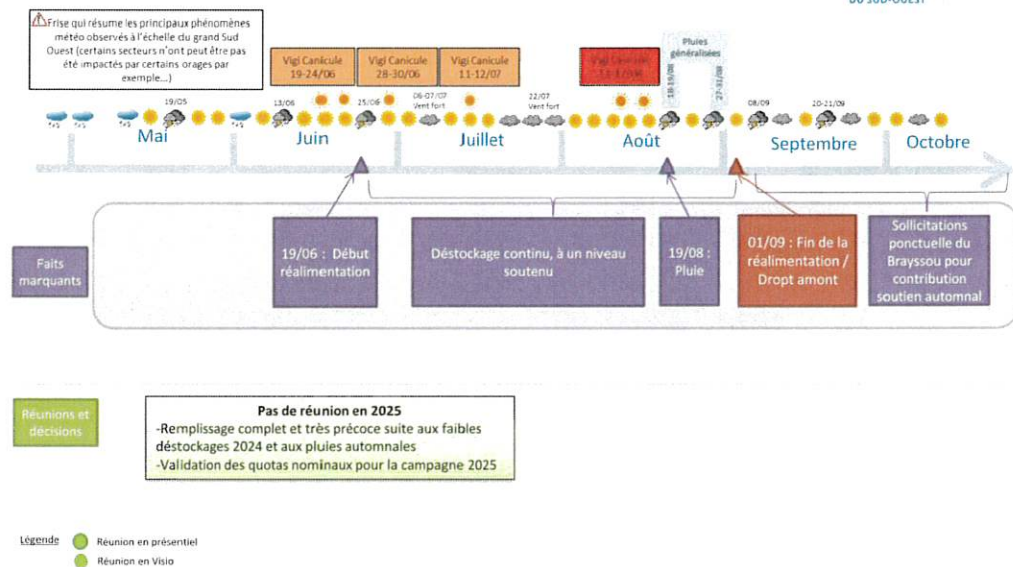 DU SUD-OUEST
Frise qui résume les principaux phénomènes
météo observés à l'échelle du grand Sud
Ouest (certains secteurs n'ont peut être pas
été impactés par certains orages par
exemple...)
Vigi Canicule
19-24/06
Vigi Canicule
28-30/06
Vigi Canicule
11-12/07
Vigi Canicule
Pluies
généralisées
18-19/08
27-31/08
19/05
13/06
25/06
06-07/07
Vent fort
22/07
Vent fort
08/09
20-21/09
Mai
Juin
Juillet
Août
Septembre
Octobre
Faits
marquants
19/06 : Début
réalimentation
Déstockage continu, à un niveau
soutenu
19/08 :
Pluie
01/09 : Fin de la
réalimentation /
Dropt amont
Sollicitations
ponctuelle du
Brayssou pour
contribution
soutien automnal
Réunions et
décisions
Pas de réunion en 2025
-Remplissage complet et très précoce suite aux faibles
déstockages 2024 et aux pluies automnales
-Validation des quotas nominaux pour la campagne 2025
Légende
Réunion en présentiel
Réunion en Visio